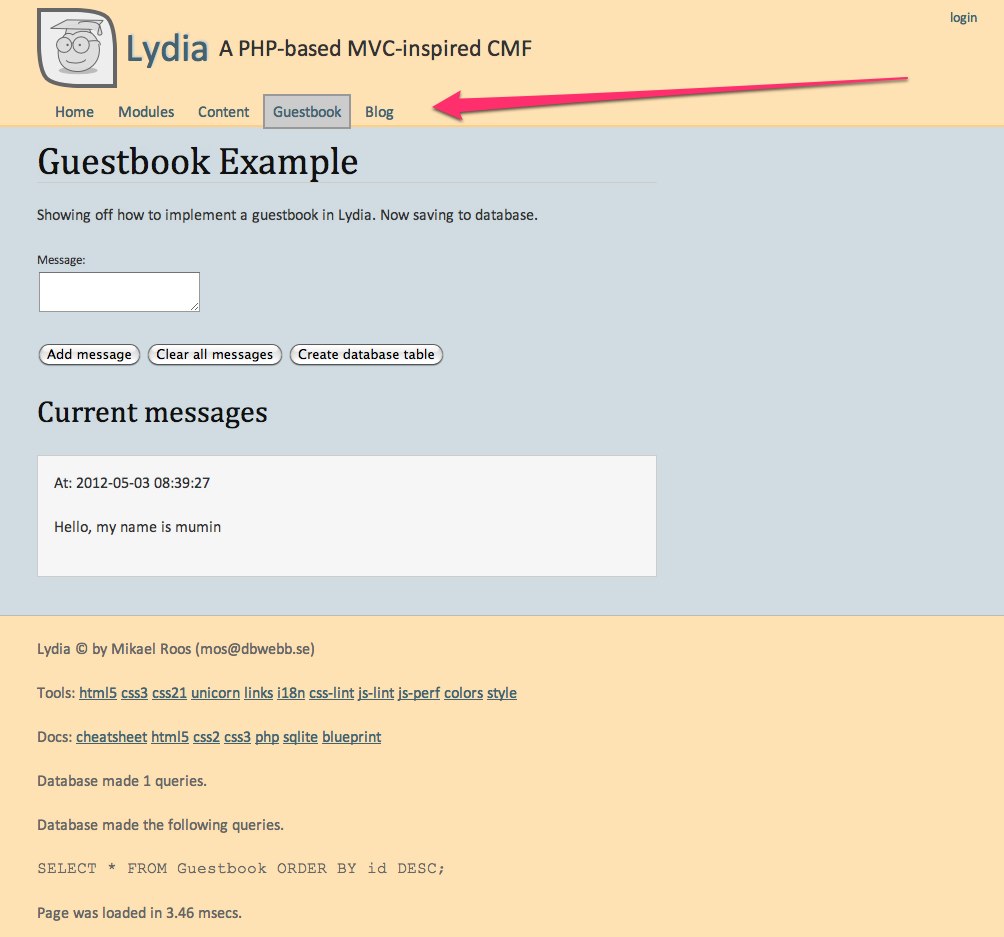 login
Lydia A PHP-based MVC-inspired CMF
Home Modules Content Guestbook Blog
Guestbook Example
Showing off how to implement a guestbook in Lydia. Now saving to database.
Message:
Add message Clear all messages Create database table
Current messages
At: 2012-05-03 08:39:27
Hello, my name is mumin
Lydia © by Mikael Roos (mos@dbwebb.se)
Tools: html5 css3 css21 unicorn links i18n css-lint js-lint js-perf colors style
Docs: cheatsheet html5 css2 css3 php sqlite blueprint
Database made 1 queries.
Database made the following queries.
SELECT * FROM Guestbook ORDER BY id DESC;
Page was loaded in 3.46 msecs.